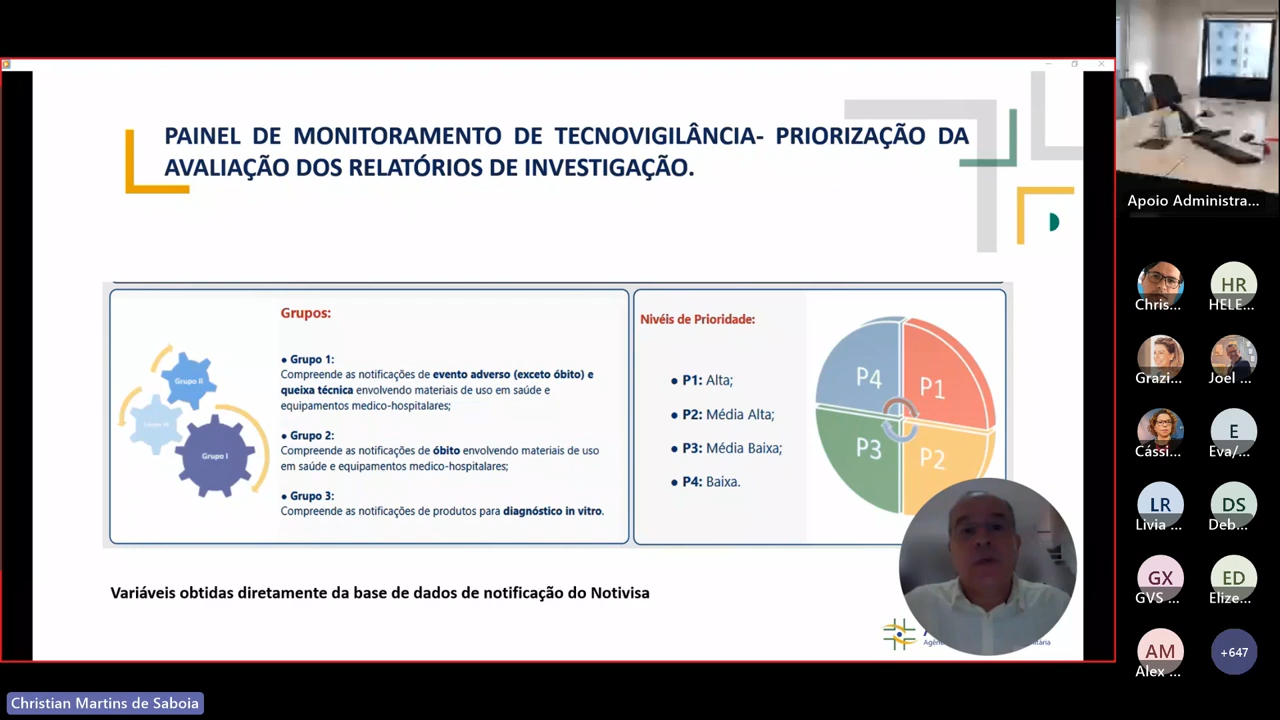 PAINEL DE MONITORAMENTO DE TECNOVIGILÂNCIA- PRIORIZAÇÃO DA
AVALIAÇÃO DOS RELATÓRIOS DE INVESTIGAÇÃO.
Grupos:
● Grupo 1:
Compreende as notificações de evento adverso (exceto óbito) e
queixa técnica envolvendo materiais de uso em saúde e
equipamentos medico-hospitalares;
● Grupo 2:
Compreende as notificações de óbito envolvendo materiais de uso
em saúde e equipamentos medico-hospitalares;
● Grupo 3:
Compreende as notificações de produtos para diagnóstico in vitro.
Grupo II
Grupo I
Nivéis de Prioridade:
● P1: Alta;
● P2: Média Alta;
● P3: Média Baixa;
● P4: Baixa.
P4
P1
P3
P2
Variáveis obtidas diretamente da base de dados de notificação do Notivisa
Christian Martins de Saboia
Apoio Administra...
Chris...
HR
HELE...
Grazi...
Joel ...
Cássi...
E
Eva/...
LR
Livia ...
DS
Deb...
GX
GVS ...
ED
Elize...
AM
Alex ...
+647